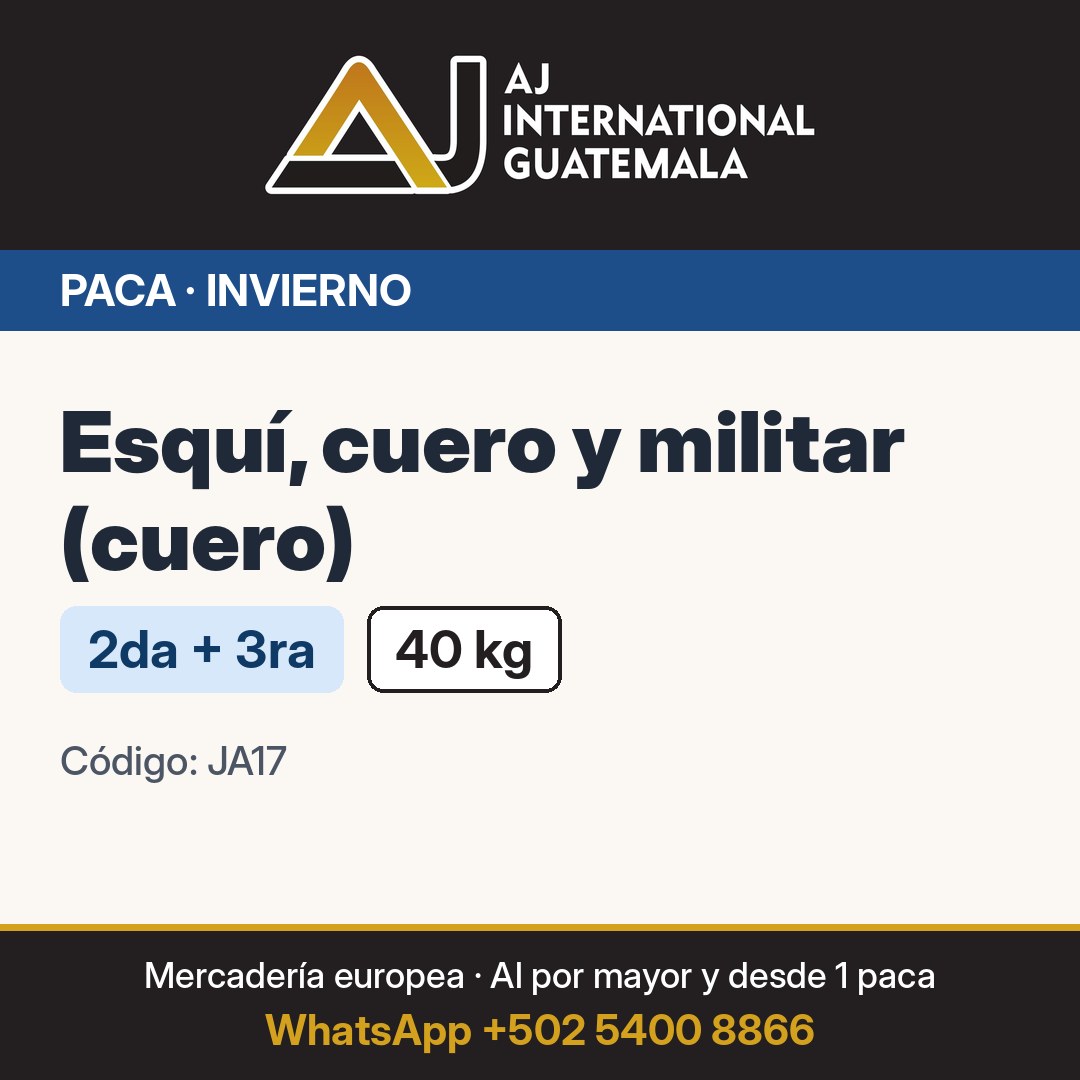 AJ
AJ
INTERNATIONAL
GUATEMALA
PACA · INVIERNO
Esquí, cuero y militar
(cuero)
2da + 3ra
40 kg
Código: JA17
Mercadería europea · Al por mayor y desde 1 paca
WhatsApp +502 5400 8866